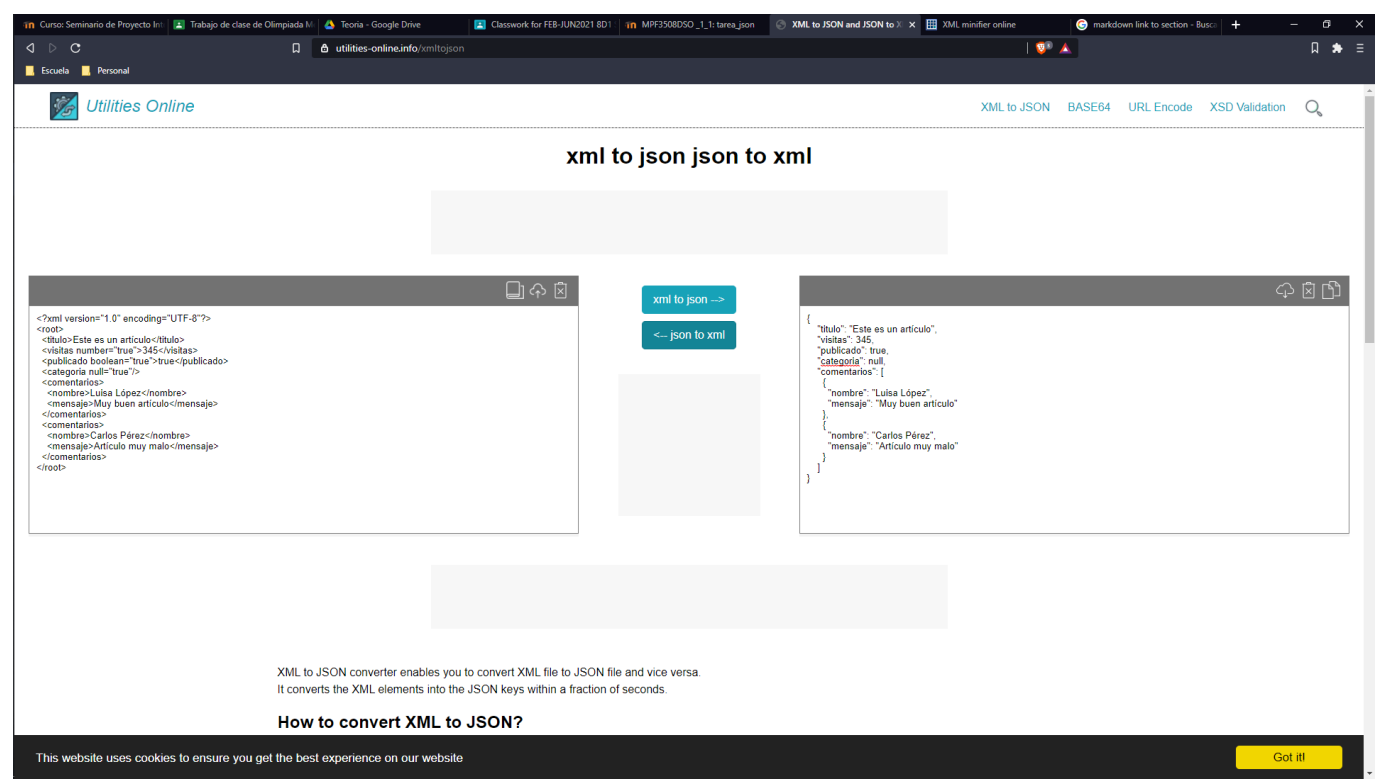 Curso: Seminario de Proyecto Int
Trabajo de clase de Olimpiada M
Teoria - Google Drive
Classwork for FEB-JUN2021 8D1
MPF3508DSO _1_1: tarea_json
XML to JSON and JSON to X
XML minifier online
markdown link to section - Busca
utilities-online.info/xmltojson
Escuela
Personal
Utilities Online
XML to JSON
BASE64
URL Encode
XSD Validation
xml to json json to xml
<?xml version="1.0" encoding="UTF-8"?>
<root>
<titulo>Este es un artículo</titulo>
<visitas number="true">345</visitas>
<publicado boolean="true">true</publicado>
<categoria null="true"/>
<comentarios>
<nombre>Luisa López</nombre>
<mensaje>Muy buen artículo</mensaje>
</comentarios>
<comentarios>
<nombre>Carlos Pérez</nombre>
<mensaje>Artículo muy malo</mensaje>
</comentarios>
</root>
xml to json -->
<-- json to xml
{
"titulo": "Este es un artículo",
"visitas": 345,
"publicado": true,
"categoria": null,
"comentarios": [
{
"nombre": "Luisa López",
"mensaje": "Muy buen artículo"
},
{
"nombre": "Carlos Pérez",
"mensaje": "Artículo muy malo"
}
]
}
XML to JSON converter enables you to convert XML file to JSON file and vice versa.
It converts the XML elements into the JSON keys within a fraction of seconds.
How to convert XML to JSON?
This website uses cookies to ensure you get the best experience on our website
Got it!